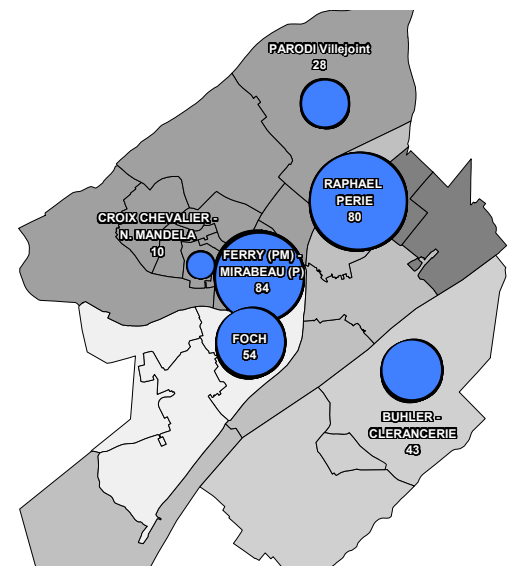 PARODI Villejoint
28
RAPHAEL
PERIE
80
CROIX CHEVALIER -
N. MANDELA
10
FERRY (PM) -
MIRABEAU (P)
84
FOCH
54
BUHLER -
CLERANCERIE
43